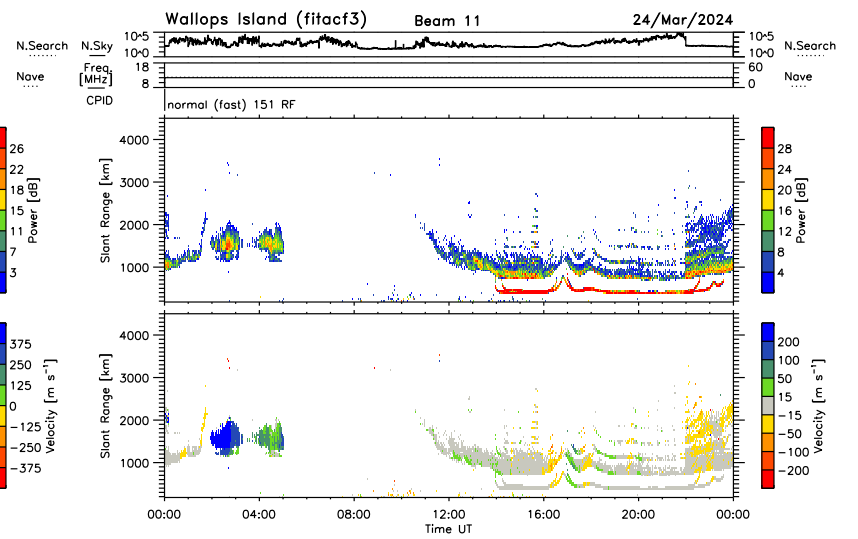 Wallops Island (fitacf3) Beam 11 24/Mar/2024
N.Search N.Sky 10^5 10^0 10^5 10^0 N.Search
Nave Freq. [MHz] 18 8 60 0 Nave
CPID normal (fast) 151 RF
Power [dB] 26 22 18 15 11 7 3
Slant Range [km] 4000 3000 2000 1000
Power [dB] 28 24 20 16 12 8 4
Velocity [m s⁻¹] 375 250 125 0 -125 -250 -375
Slant Range [km] 4000 3000 2000 1000
Velocity [m s⁻¹] 200 100 50 15 -15 -50 -100 -200
00:00 04:00 08:00 12:00 16:00 20:00 00:00
Time UT